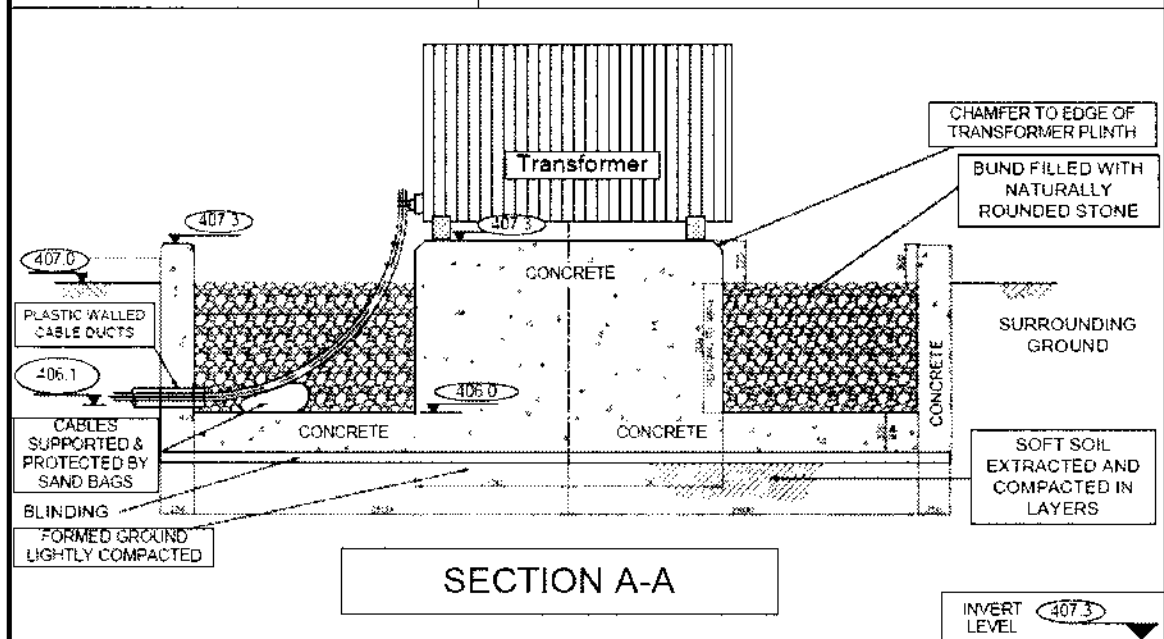 Transformer
CHAMFER TO EDGE OF
TRANSFORMER PLINTH
BUND FILLED WITH
NATURALLY
ROUNDED STONE
407.3
407.3
407.0
CONCRETE
PLASTIC WALLED
CABLE DUCTS
SURROUNDING
GROUND
406.1
406.0
CONCRETE
CABLES
SUPPORTED &
PROTECTED BY
SAND BAGS
CONCRETE
CONCRETE
SOFT SOIL
EXTRACTED AND
COMPACTED IN
LAYERS
BLINDING
FORMED GROUND
LIGHTLY COMPACTED
SECTION A-A
INVERT
LEVEL
407.3